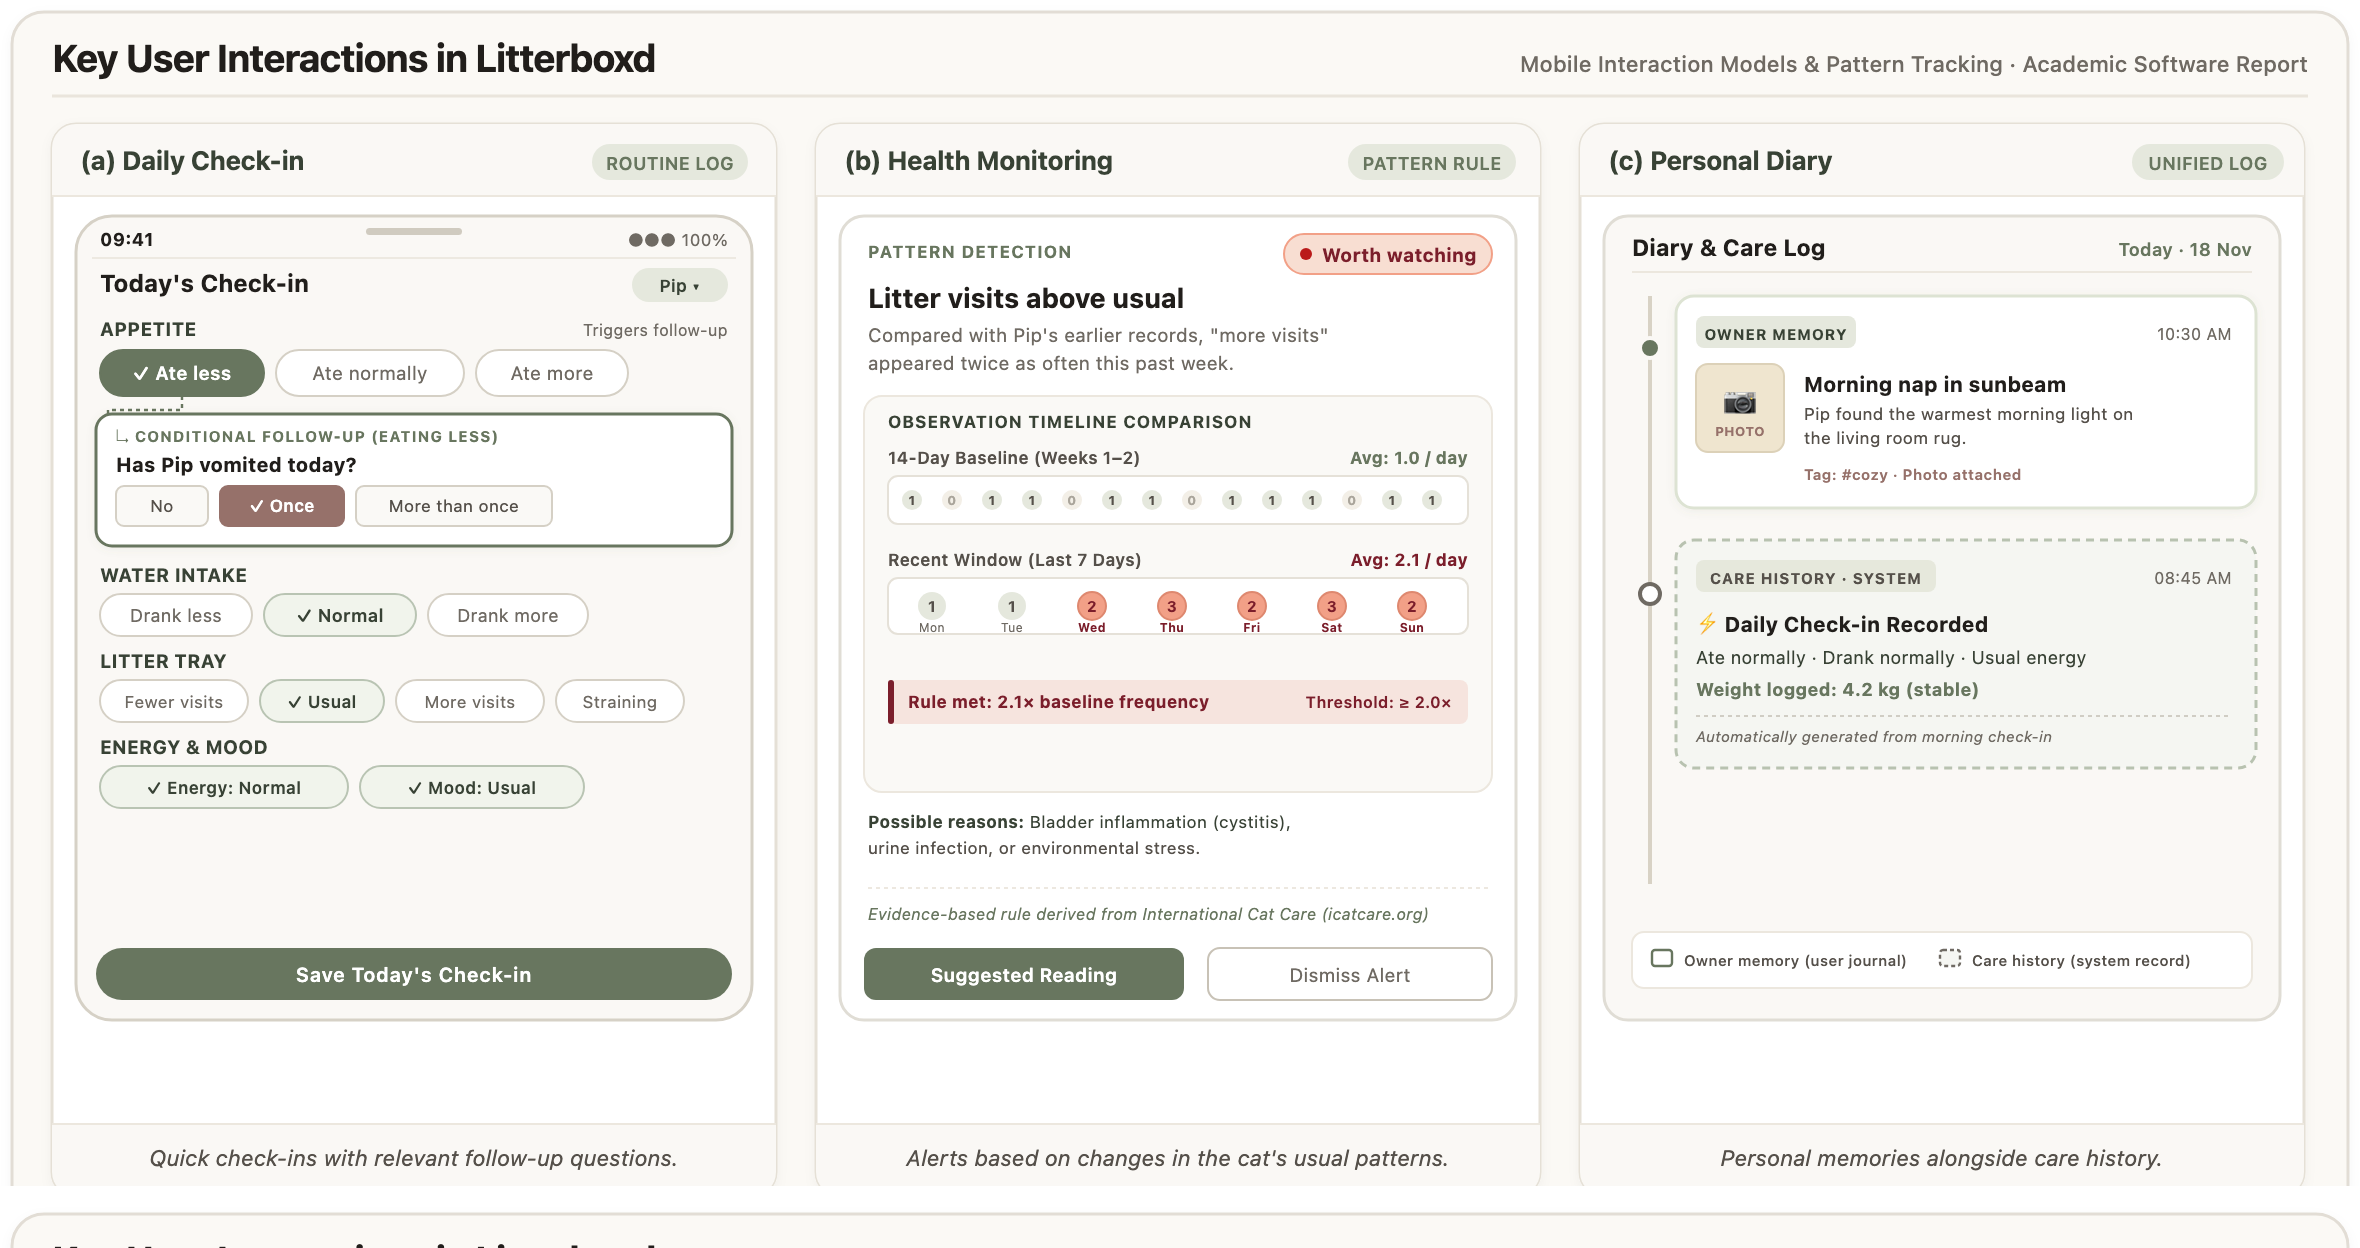 Key User Interactions in Litterboxd
Mobile Interaction Models & Pattern Tracking · Academic Software Report
(a) Daily Check-in
ROUTINE LOG
09:41
100%
Today's Check-in
Pip ▾
APPETITE
Triggers follow-up
✓ Ate less
Ate normally
Ate more
CONDITIONAL FOLLOW-UP (EATING LESS)
Has Pip vomited today?
No
✓ Once
More than once
WATER INTAKE
Drank less
✓ Normal
Drank more
LITTER TRAY
Fewer visits
✓ Usual
More visits
Straining
ENERGY & MOOD
✓ Energy: Normal
✓ Mood: Usual
Save Today's Check-in
Quick check-ins with relevant follow-up questions.
(b) Health Monitoring
PATTERN RULE
PATTERN DETECTION
Worth watching
Litter visits above usual
Compared with Pip's earlier records, "more visits"
appeared twice as often this past week.
OBSERVATION TIMELINE COMPARISON
14-Day Baseline (Weeks 1–2)
Avg: 1.0 / day
1 0 1 1 0 1 1 0 1 1 1 0 1 1
Recent Window (Last 7 Days)
Avg: 2.1 / day
1 1 2 3 2 3 2
Mon Tue Wed Thu Fri Sat Sun
Rule met: 2.1× baseline frequency
Threshold: ≥ 2.0×
Possible reasons: Bladder inflammation (cystitis),
urine infection, or environmental stress.
Evidence-based rule derived from International Cat Care (icatcare.org)
Suggested Reading
Dismiss Alert
Alerts based on changes in the cat's usual patterns.
(c) Personal Diary
UNIFIED LOG
Diary & Care Log
Today · 18 Nov
OWNER MEMORY
10:30 AM
PHOTO
Morning nap in sunbeam
Pip found the warmest morning light on
the living room rug.
Tag: #cozy · Photo attached
CARE HISTORY · SYSTEM
08:45 AM
⚡ Daily Check-in Recorded
Ate normally · Drank normally · Usual energy
Weight logged: 4.2 kg (stable)
Automatically generated from morning check-in
Owner memory (user journal)
Care history (system record)
Personal memories alongside care history.